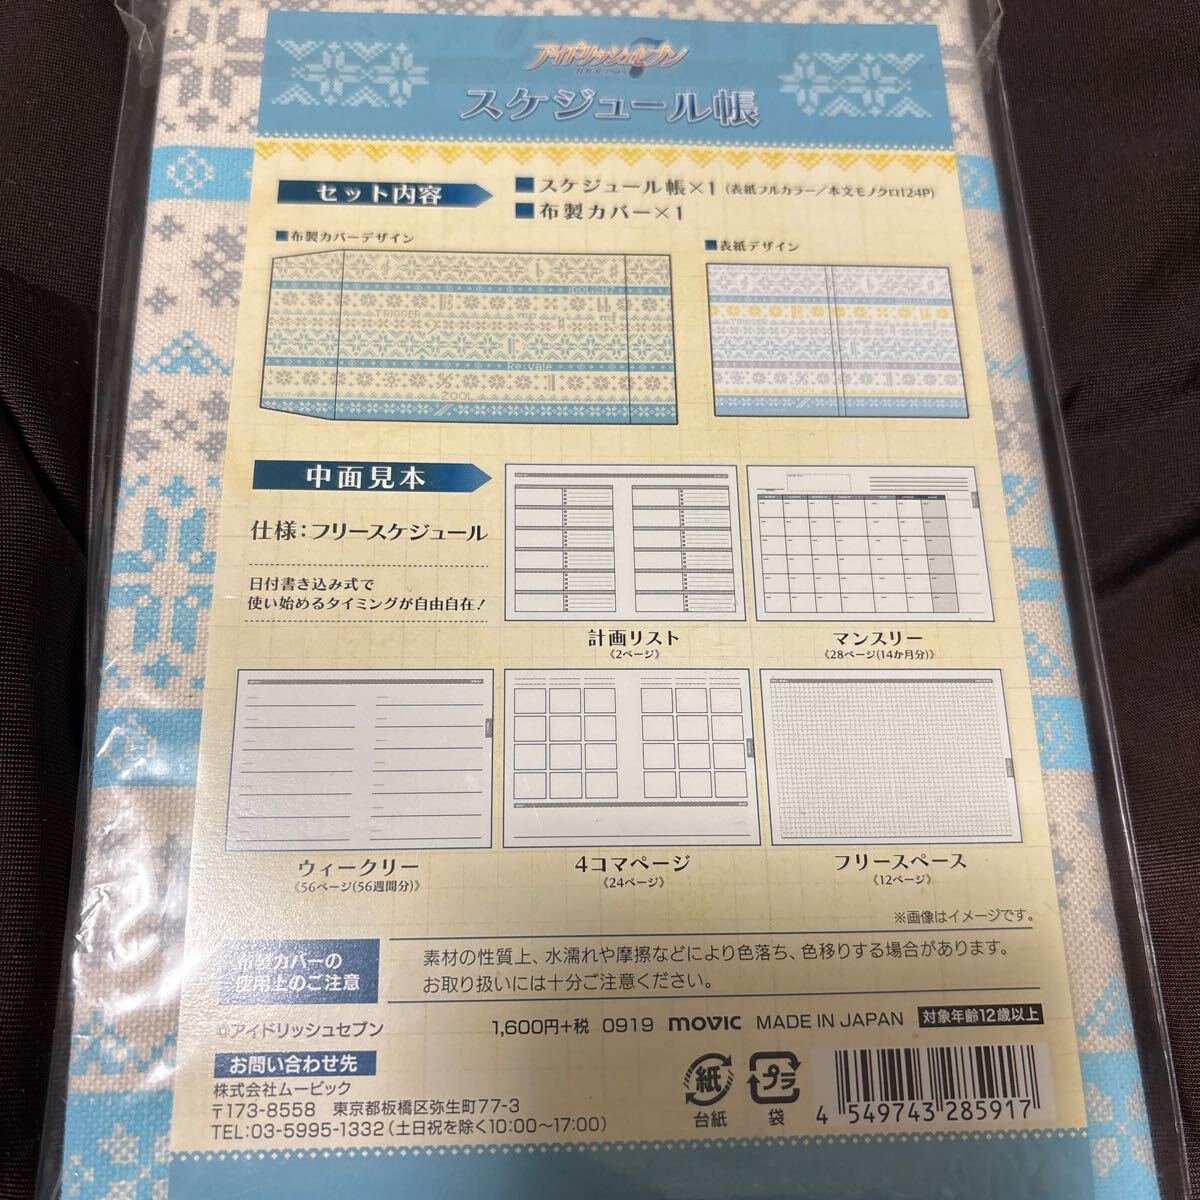 アイドリッシュセブン
スケジュール帳
セット内容
■スケジュール帳×1（表紙フルカラー／本文モノクロ124P）
■布製カバー×1
■布製カバーデザイン
■表紙デザイン
IDOLiSH7
TRIGGER
Re:vale
ŹOOĻ
TRIGGER
中面見本
仕様：フリースケジュール
日付書き込み式で
使い始めるタイミングが自由自在！
計画リスト
《2ページ》
マンスリー
《28ページ(14か月分)》
ウィークリー
《56ページ(56週間分)》
4コマページ
《24ページ》
フリースペース
《12ページ》
※画像はイメージです。
布製カバーの
使用上のご注意
素材の性質上、水濡れや摩擦などにより色落ち、色移りする場合があります。
お取り扱いには十分ご注意ください。
©アイドリッシュセブン
1,600円+税 0919 movic MADE IN JAPAN 対象年齢12歳以上
お問い合わせ先
株式会社ムービック
〒173-8558 東京都板橋区弥生町77-3
TEL:03-5995-1332(土日祝を除く10:00～17:00)
紙
台紙
プラ
袋
4 549743 285917